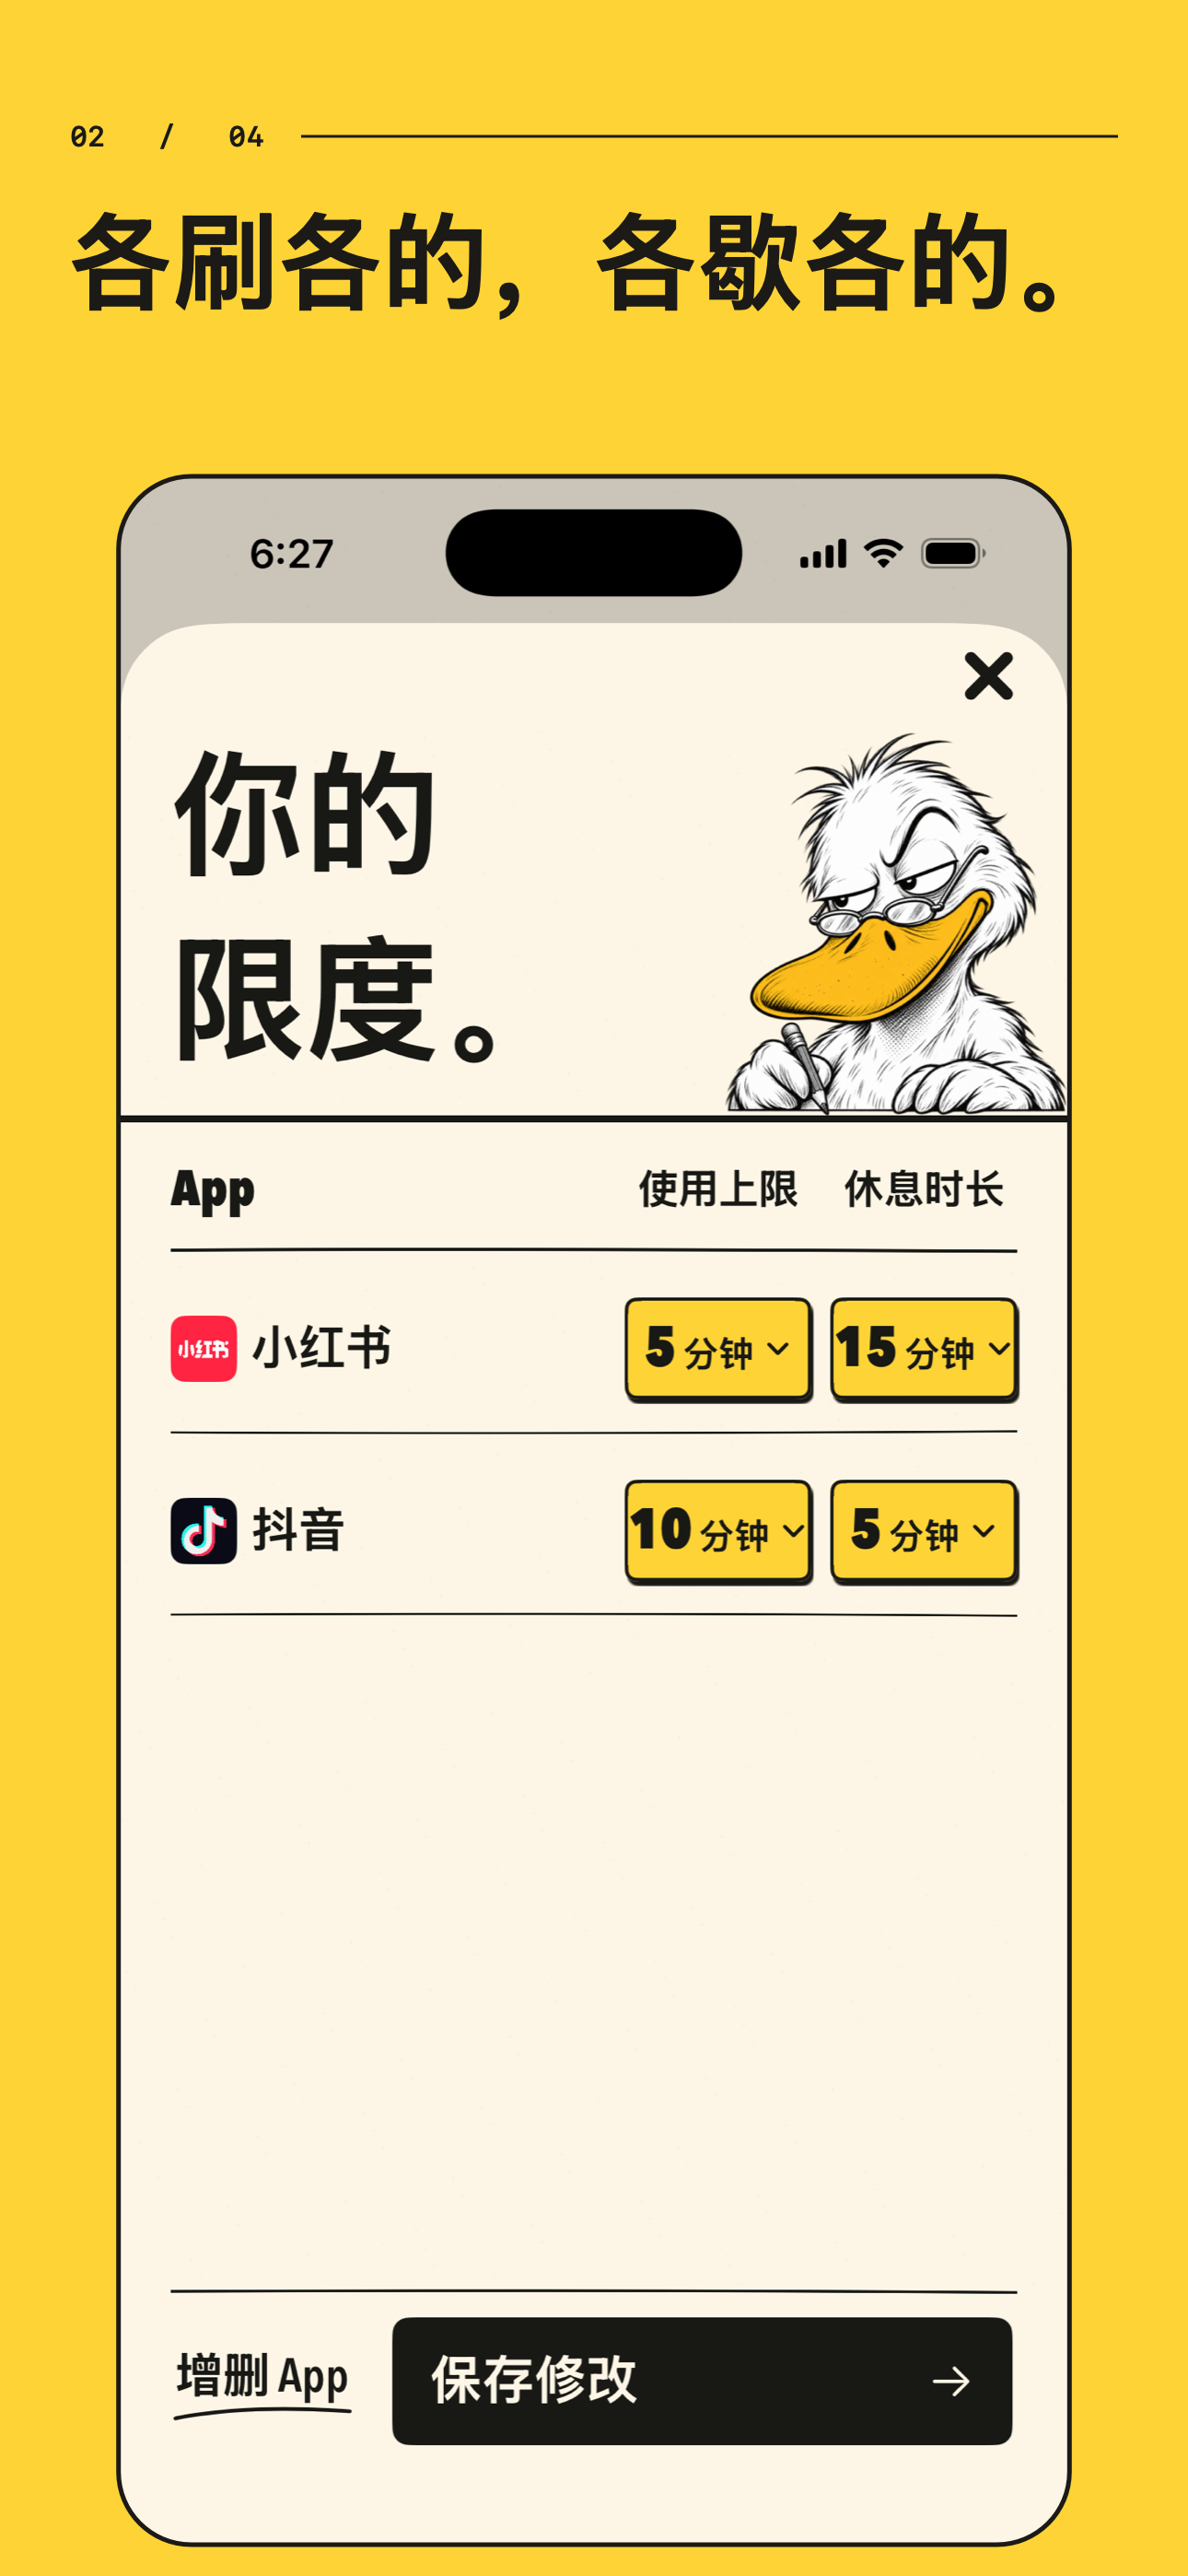 02 / 04
各刷各的，各歇各的。
6:27
你的
限度。
App 使用上限 休息时长
小红书 小红书 5 分钟 15 分钟
抖音 10 分钟 5 分钟
增删 App 保存修改 →